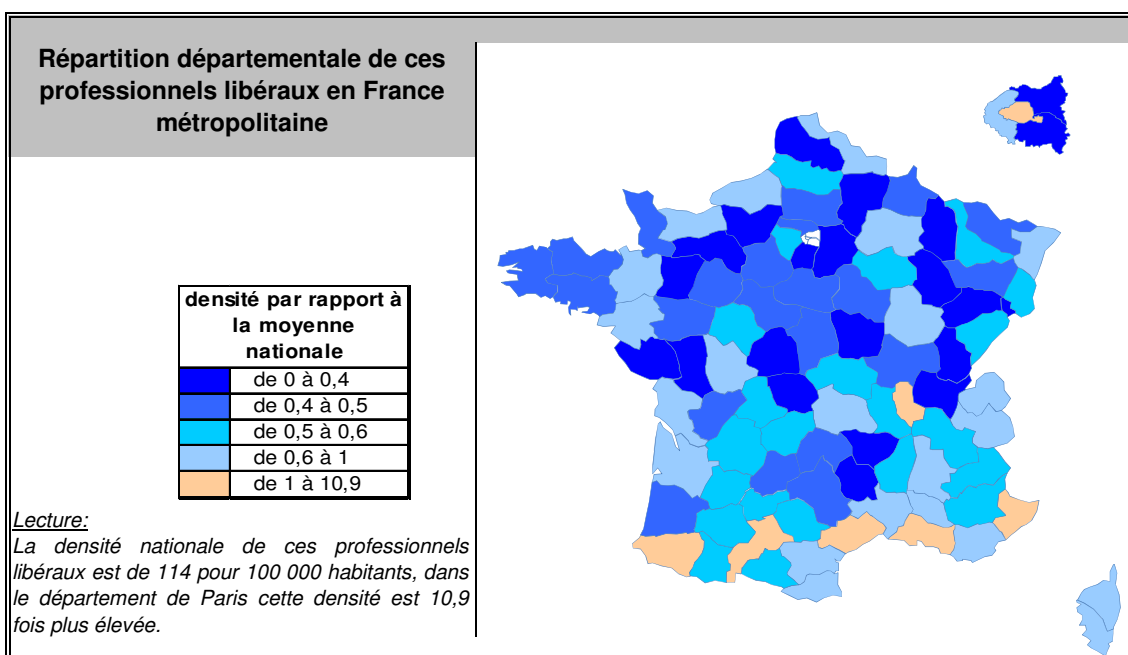 Répartition départementale de ces
professionnels libéraux en France
métropolitaine
densité par rapport à
la moyenne
nationale
de 0 à 0,4
de 0,4 à 0,5
de 0,5 à 0,6
de 0,6 à 1
de 1 à 10,9
Lecture:
La densité nationale de ces professionnels
libéraux est de 114 pour 100 000 habitants, dans
le département de Paris cette densité est 10,9
fois plus élevée.